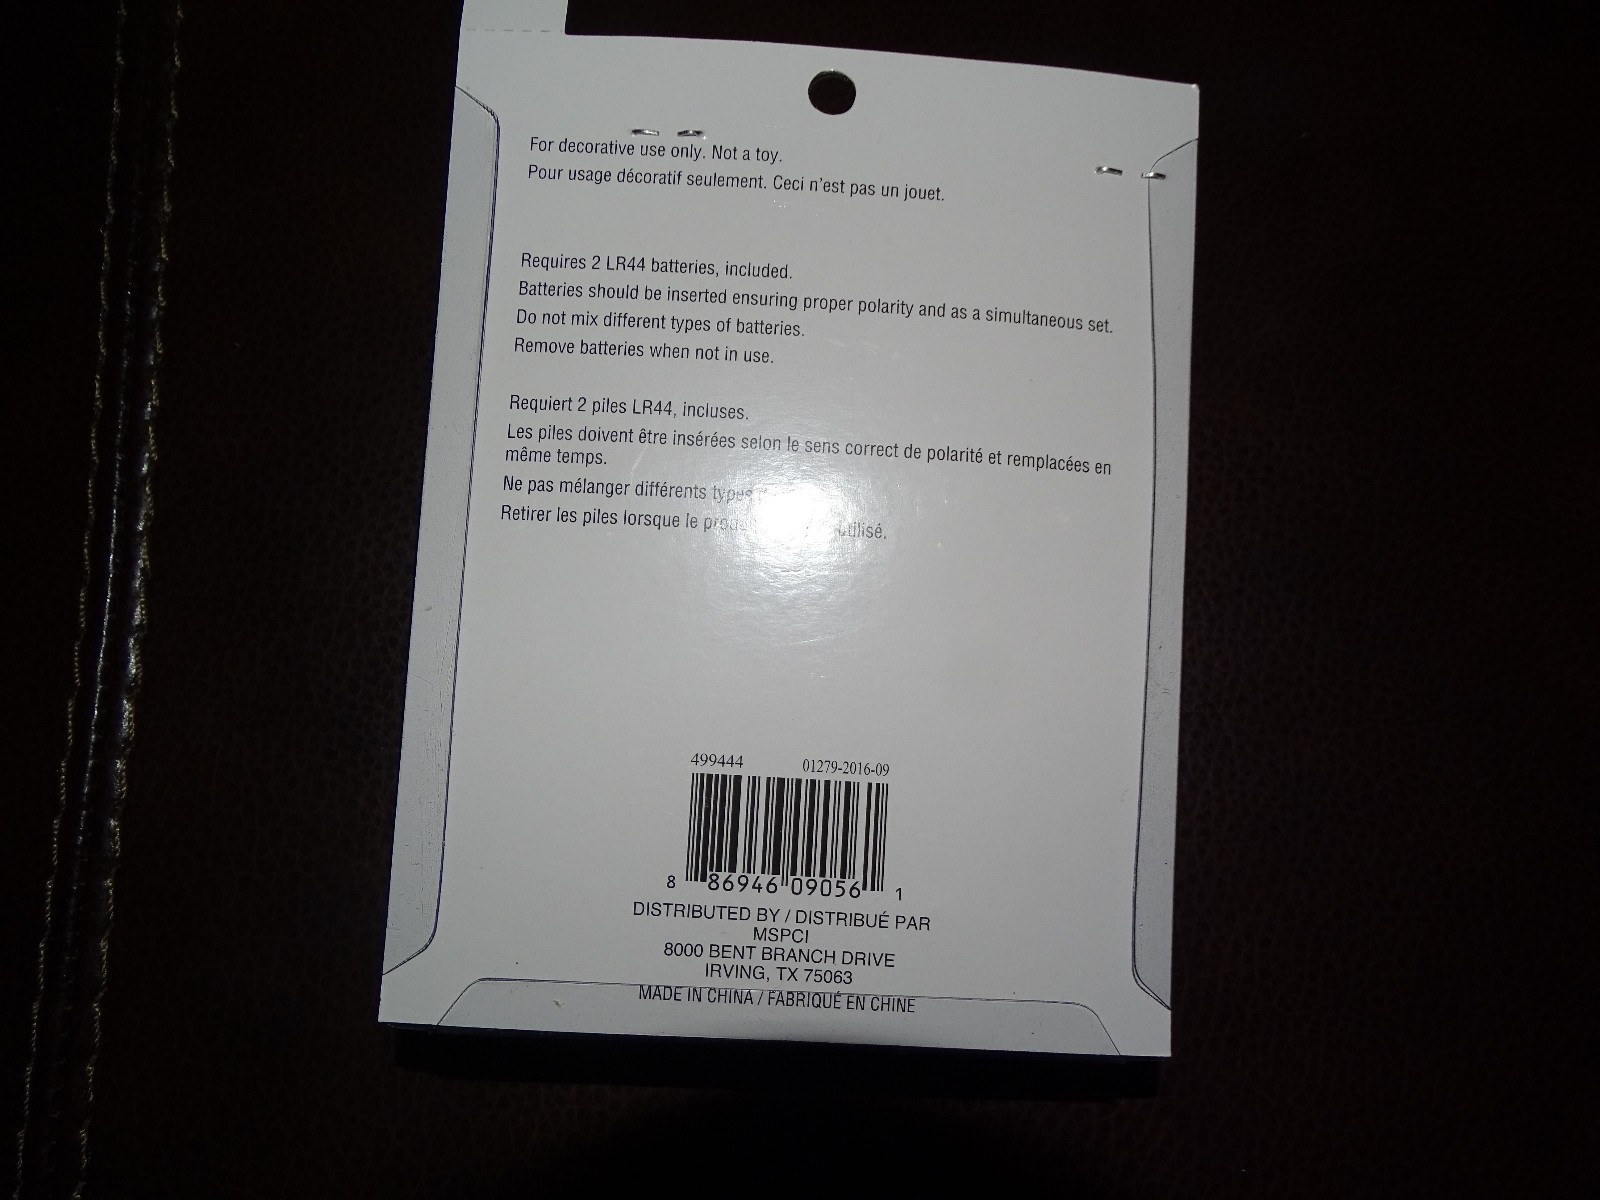 For decorative use only. Not a toy.
Pour usage décoratif seulement. Ceci n'est pas un jouet.
Requires 2 LR44 batteries, included.
Batteries should be inserted ensuring proper polarity and as a simultaneous set.
Do not mix different types of batteries.
Remove batteries when not in use.
Requiert 2 piles LR44, incluses.
Les piles doivent être insérées selon le sens correct de polarité et remplacées en
même temps.
Ne pas mélanger différents types
Retirer les piles lorsque le utilisé.
499444 01279-2016-09
8 86946 09056 1
DISTRIBUTED BY / DISTRIBUÉ PAR
MSPCI
8000 BENT BRANCH DRIVE
IRVING, TX 75063
MADE IN CHINA / FABRIQUÉ EN CHINE